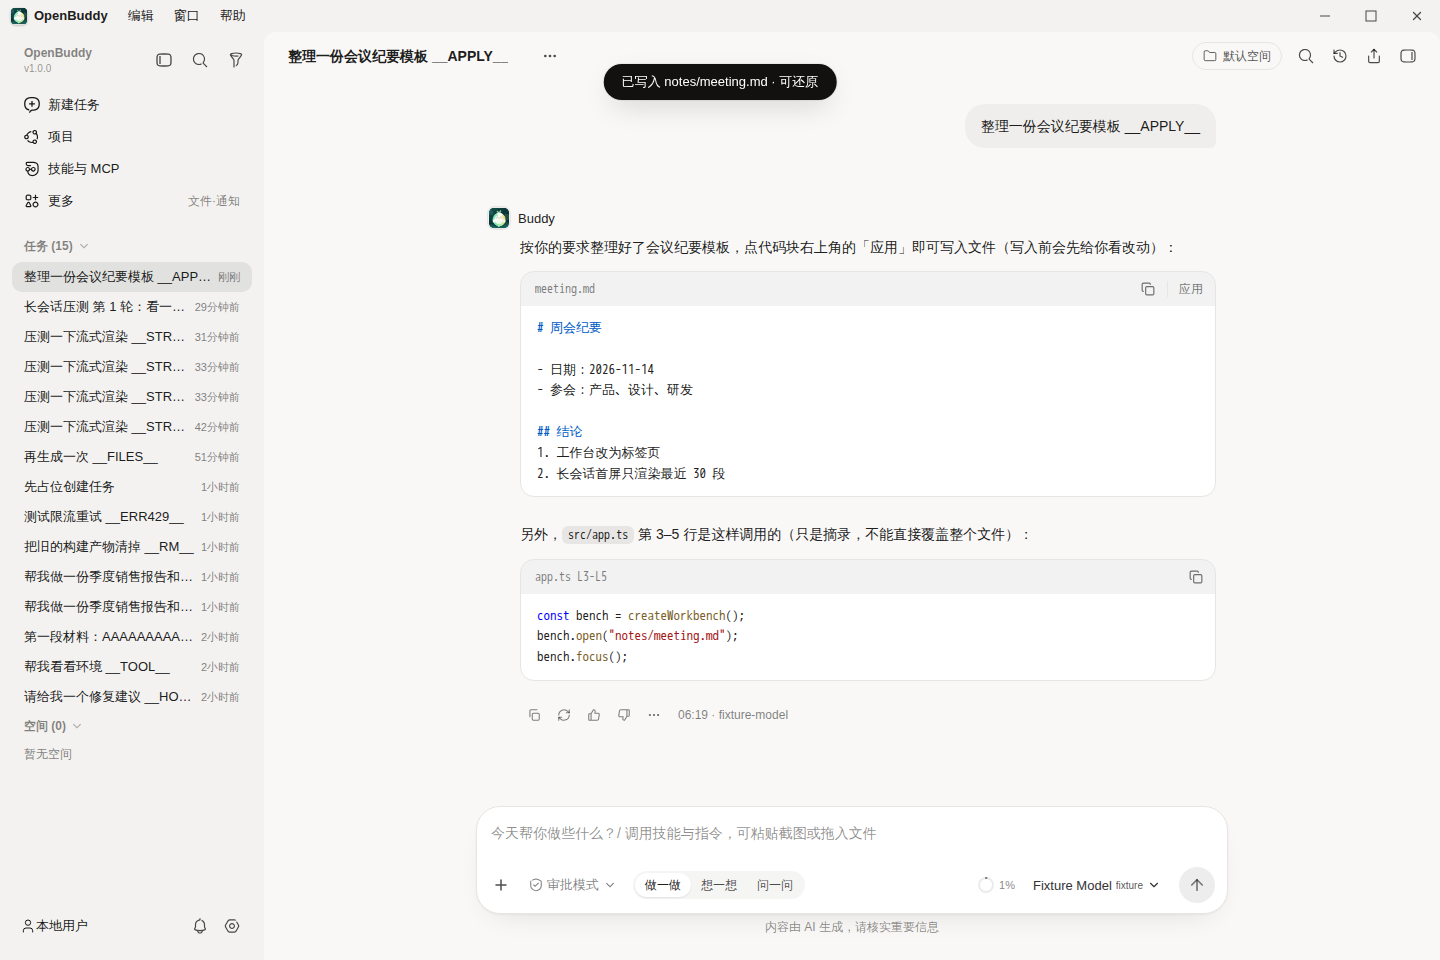 OpenBuddy 编辑 窗口 帮助
OpenBuddy
v1.0.0
新建任务
项目
技能与 MCP
更多 文件·通知
任务 (15)
整理一份会议纪要模板 __APP… 刚刚
长会话压测 第 1 轮：看一… 29分钟前
压测一下流式渲染 __STR… 31分钟前
压测一下流式渲染 __STR… 33分钟前
压测一下流式渲染 __STR… 33分钟前
压测一下流式渲染 __STR… 42分钟前
再生成一次 __FILES__ 51分钟前
先占位创建任务 1小时前
测试限流重试 __ERR429__ 1小时前
把旧的构建产物清掉 __RM__ 1小时前
帮我做一份季度销售报告和… 1小时前
帮我做一份季度销售报告和… 1小时前
第一段材料：AAAAAAAAA… 2小时前
帮我看看环境 __TOOL__ 2小时前
请给我一个修复建议 __HO… 2小时前
空间 (0)
暂无空间
本地用户
整理一份会议纪要模板 __APPLY__
默认空间
已写入 notes/meeting.md · 可还原
整理一份会议纪要模板 __APPLY__
Buddy
按你的要求整理好了会议纪要模板，点代码块右上角的「应用」即可写入文件（写入前会先给你看改动）：
meeting.md 应用
# 周会纪要
- 日期：2026-11-14
- 参会：产品、设计、研发
## 结论
1. 工作台改为标签页
2. 长会话首屏只渲染最近 30 段
另外，src/app.ts 第 3–5 行是这样调用的（只是摘录，不能直接覆盖整个文件）：
app.ts L3-L5
const bench = createWorkbench();
bench.open("notes/meeting.md");
bench.focus();
06:19 · fixture-model
今天帮你做些什么？/ 调用技能与指令，可粘贴截图或拖入文件
审批模式 做一做 想一想 问一问 1% Fixture Model fixture
内容由 AI 生成，请核实重要信息